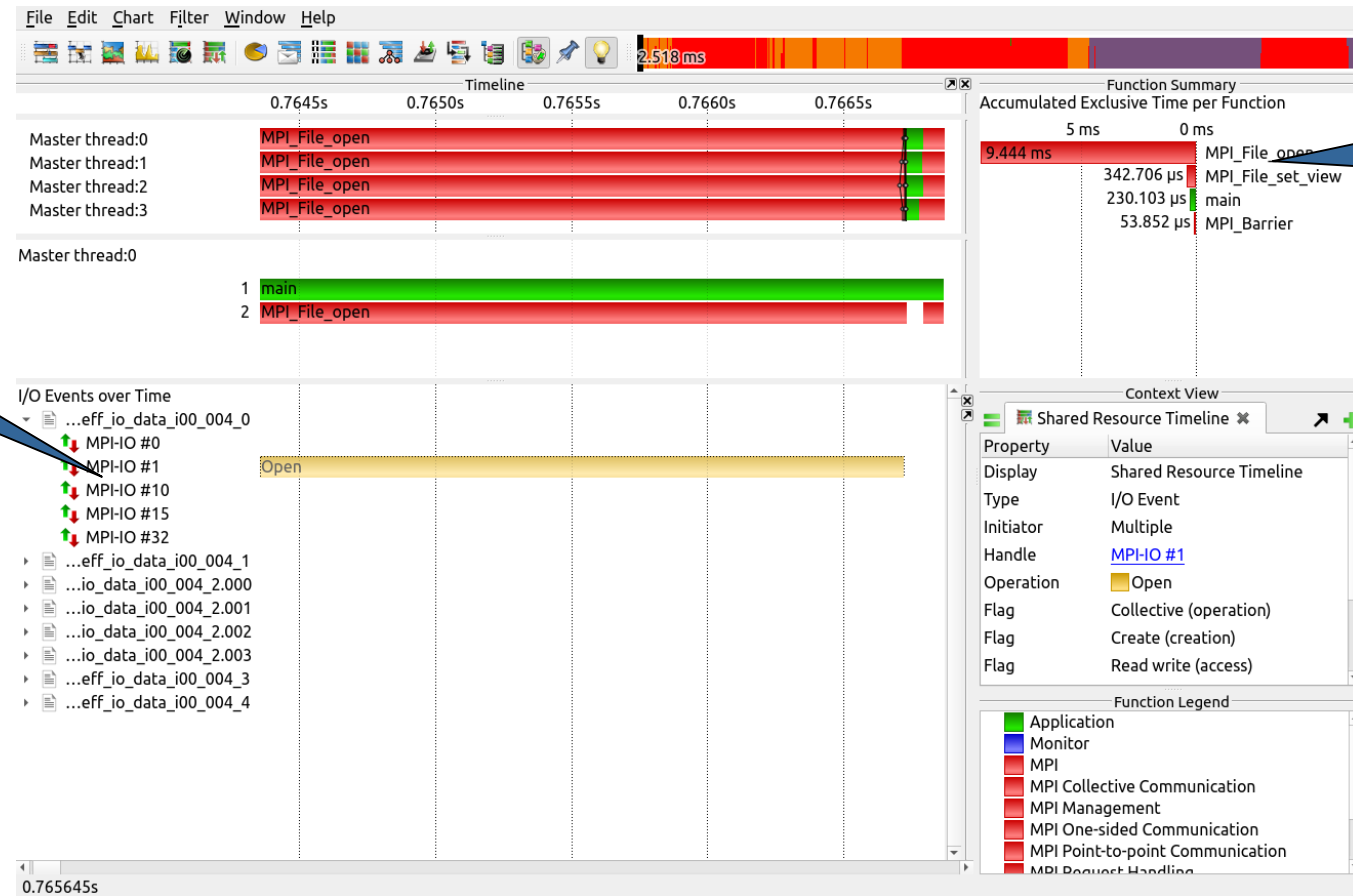 File Edit Chart Filter Window Help
2.518 ms
Timeline
0.7645s 0.7650s 0.7655s 0.7660s 0.7665s
Master thread:0 MPI_File_open
Master thread:1 MPI_File_open
Master thread:2 MPI_File_open
Master thread:3 MPI_File_open
Master thread:0
1 main
2 MPI_File_open
I/O Events over Time
...eff_io_data_i00_004_0
MPI-IO #0
MPI-IO #1 Open
MPI-IO #10
MPI-IO #15
MPI-IO #32
...eff_io_data_i00_004_1
...io_data_i00_004_2.000
...io_data_i00_004_2.001
...io_data_i00_004_2.002
...io_data_i00_004_2.003
...eff_io_data_i00_004_3
...eff_io_data_i00_004_4
0.765645s
Function Summary
Accumulated Exclusive Time per Function
5 ms 0 ms
9.444 ms MPI_File_open
342.706 µs MPI_File_set_view
230.103 µs main
53.852 µs MPI_Barrier
Context View
Shared Resource Timeline
Property Value
Display Shared Resource Timeline
Type I/O Event
Initiator Multiple
Handle MPI-IO #1
Operation Open
Flag Collective (operation)
Flag Create (creation)
Flag Read write (access)
Function Legend
Application
Monitor
MPI
MPI Collective Communication
MPI Management
MPI One-sided Communication
MPI Point-to-point Communication
MPI Request Handling